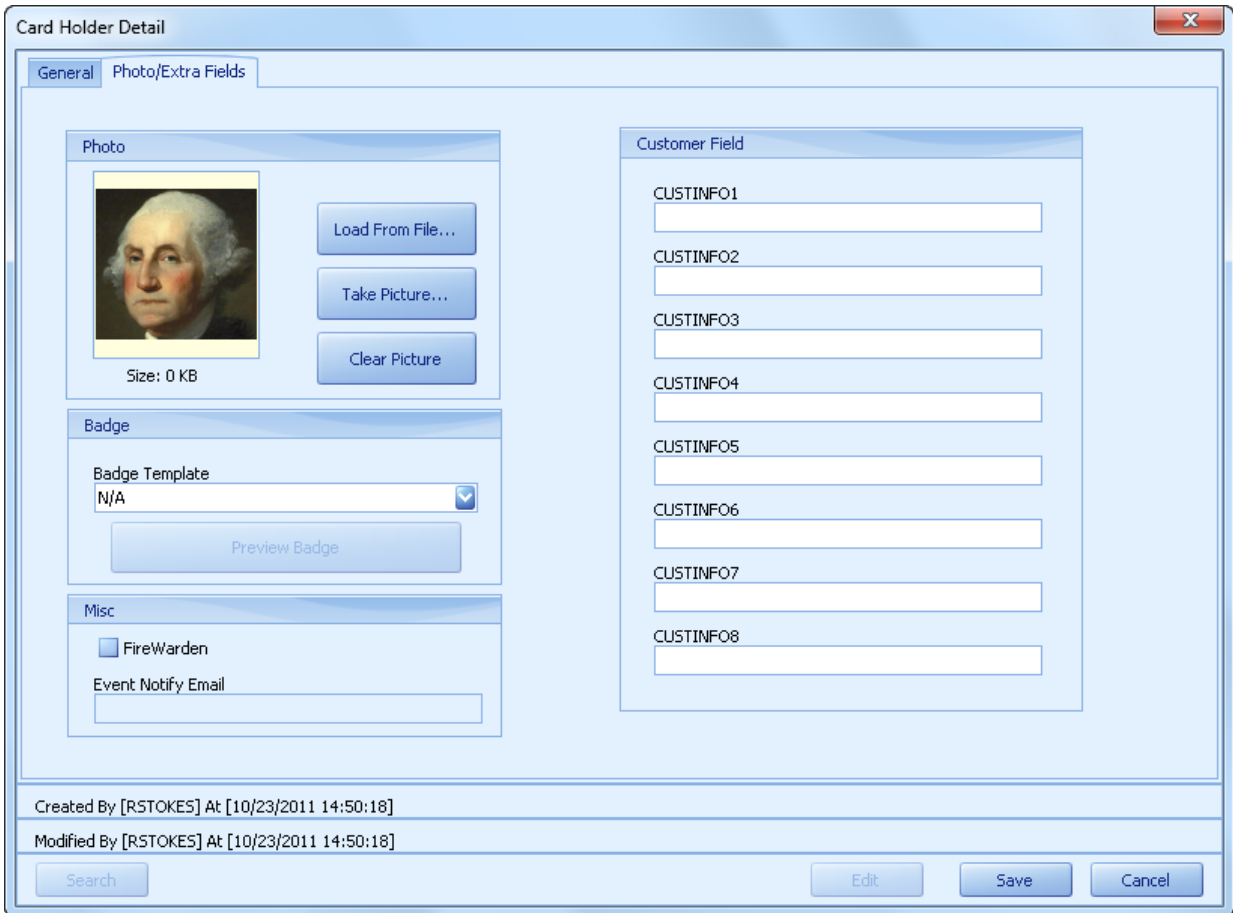 Card Holder Detail
General Photo/Extra Fields
Photo
Load From File...
Take Picture...
Clear Picture
Size: 0 KB
Badge
Badge Template
N/A
Preview Badge
Misc
FireWarden
Event Notify Email
Customer Field
CUSTINFO1
CUSTINFO2
CUSTINFO3
CUSTINFO4
CUSTINFO5
CUSTINFO6
CUSTINFO7
CUSTINFO8
Created By [RSTOKES] At [10/23/2011 14:50:18]
Modified By [RSTOKES] At [10/23/2011 14:50:18]
Search Edit Save Cancel